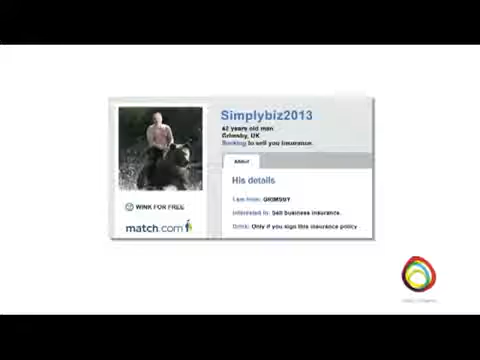 Simplybiz2013
42 years old man
Grimsby, UK
Seeking to sell you insurance.
About
His details
I am from: GRIMSBY
Interested in: Sell business insurance.
Drink: Only if you sign this insurance policy
WINK FOR FREE
match.com